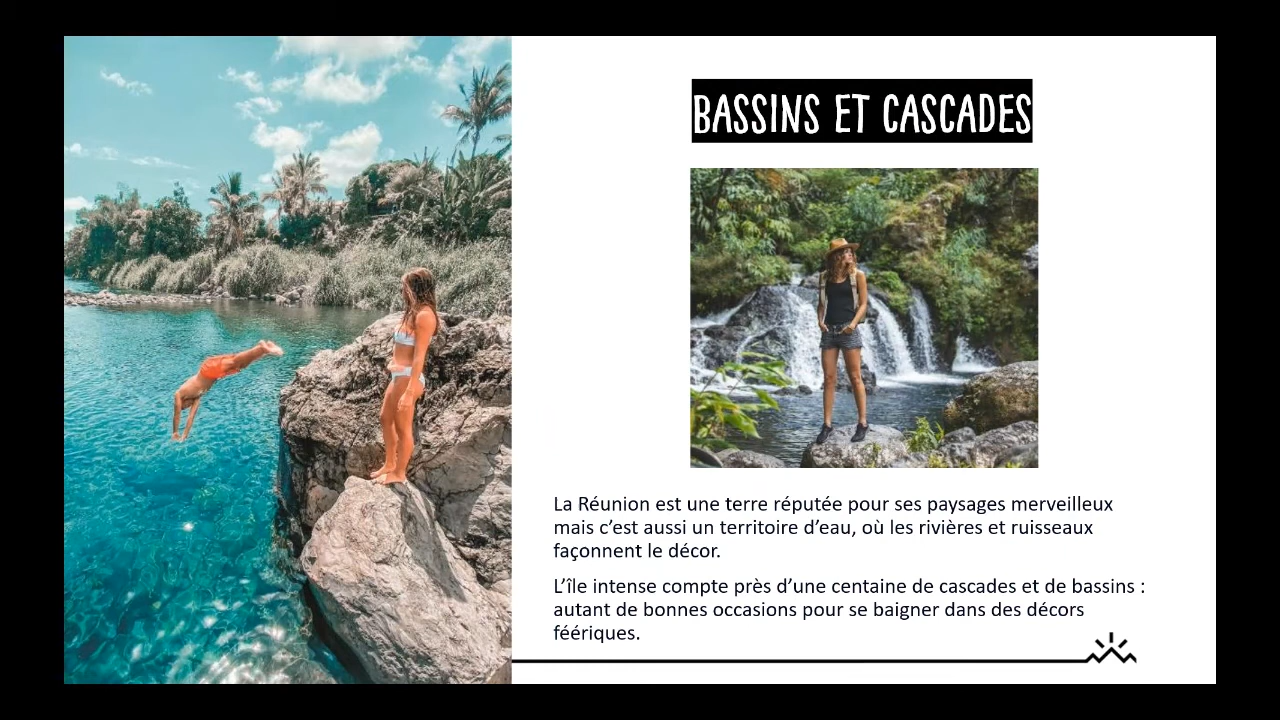 BASSINS ET CASCADES
La Réunion est une terre réputée pour ses paysages merveilleux
mais c’est aussi un territoire d’eau, où les rivières et ruisseaux
façonnent le décor.
L’île intense compte près d’une centaine de cascades et de bassins :
autant de bonnes occasions pour se baigner dans des décors
féériques.